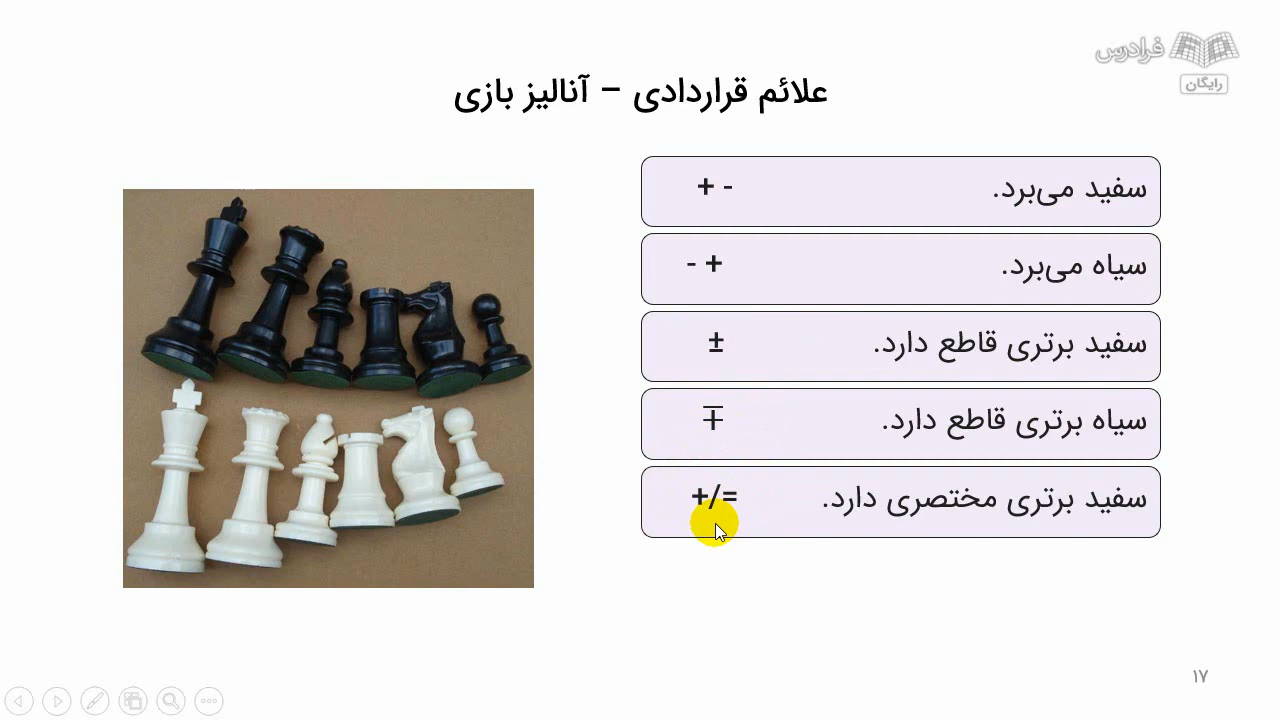 فرادرس
رایگان
علائم قراردادی – آنالیز بازی
سفید می‌برد. + -
سیاه می‌برد. - +
سفید برتری قاطع دارد. ±
سیاه برتری قاطع دارد. ∓
سفید برتری مختصری دارد. +/=
۱۷